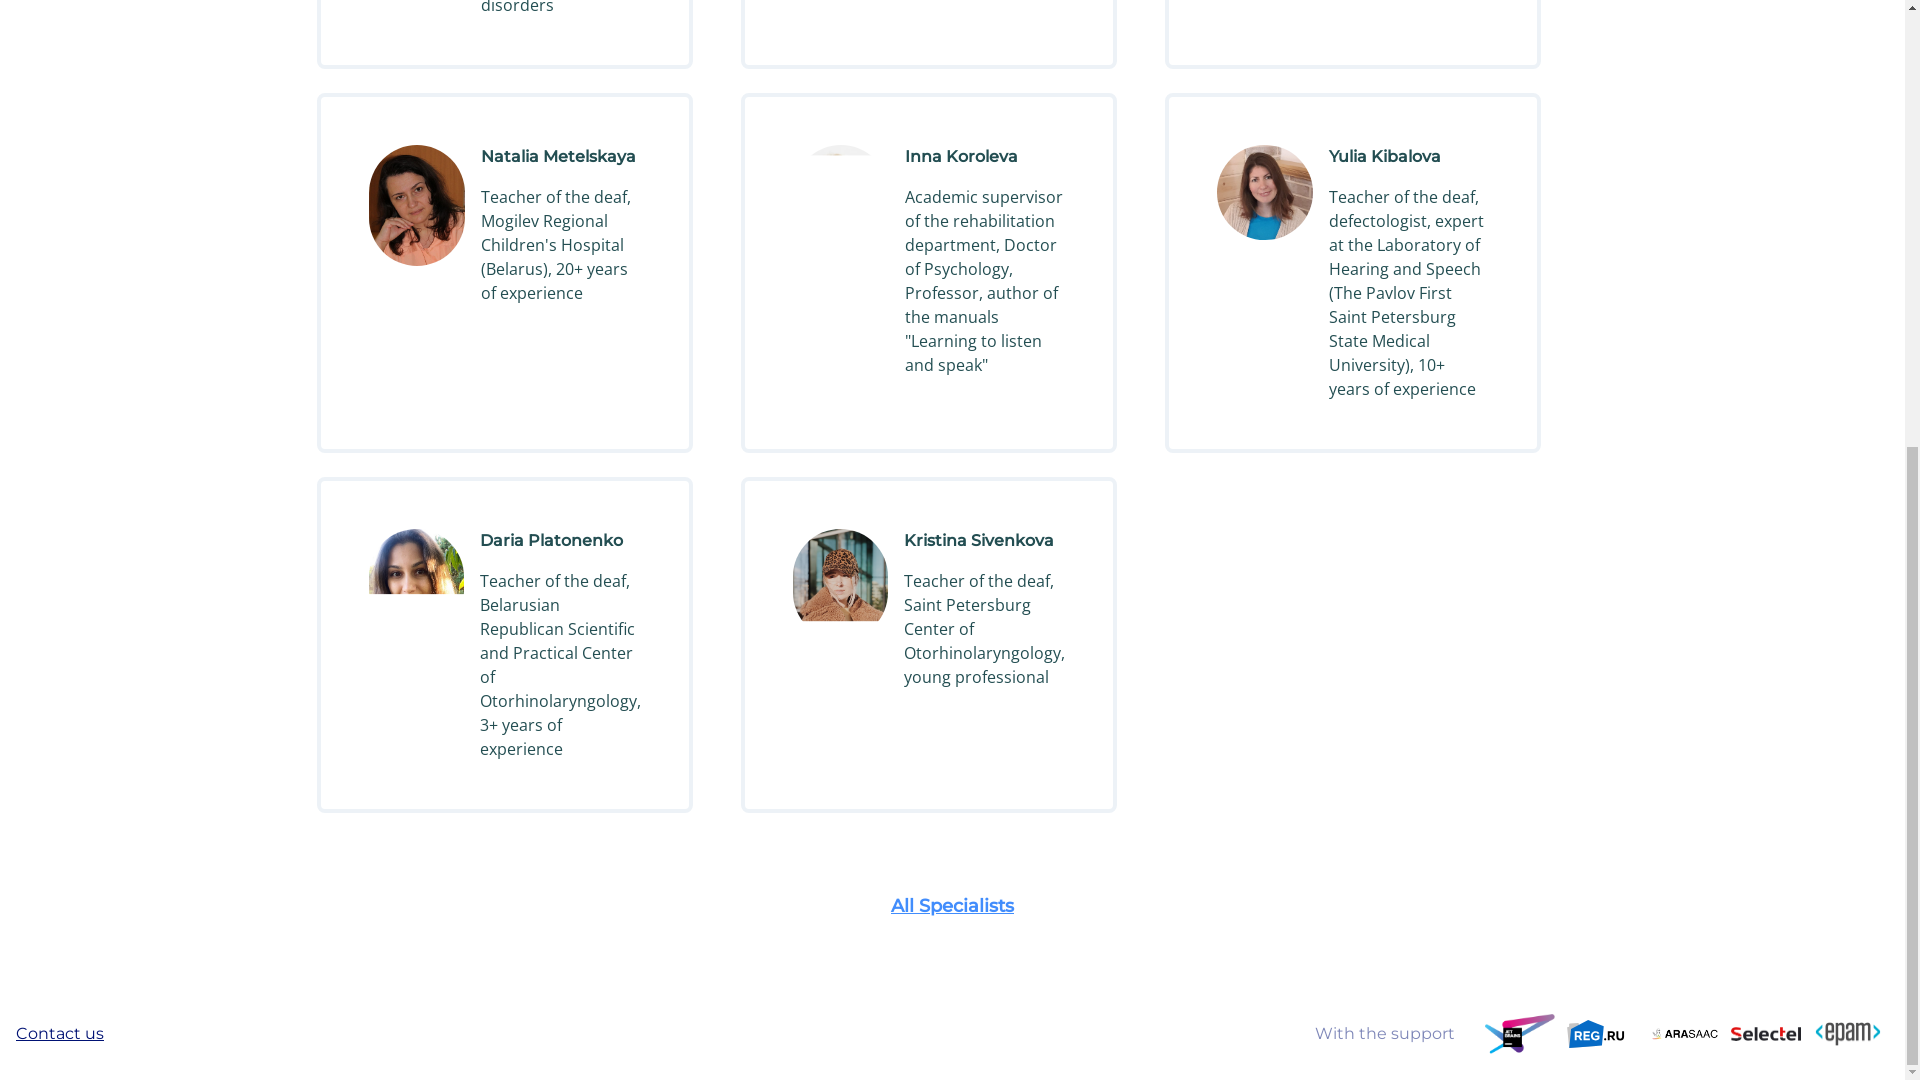 disorders
Natalia Metelskaya
Teacher of the deaf,
Mogilev Regional
Children's Hospital
(Belarus), 20+ years
of experience
Inna Koroleva
Academic supervisor
of the rehabilitation
department, Doctor
of Psychology,
Professor, author of
the manuals
"Learning to listen
and speak"
Yulia Kibalova
Teacher of the deaf,
defectologist, expert
at the Laboratory of
Hearing and Speech
(The Pavlov First
Saint Petersburg
State Medical
University), 10+
years of experience
Daria Platonenko
Teacher of the deaf,
Belarusian
Republican Scientific
and Practical Center
of
Otorhinolaryngology,
3+ years of
experience
Kristina Sivenkova
Teacher of the deaf,
Saint Petersburg
Center of
Otorhinolaryngology,
young professional
All Specialists
Contact us
With the support
JET
BRAINS
REG.RU
ARASAAC
Selectel
<epam>